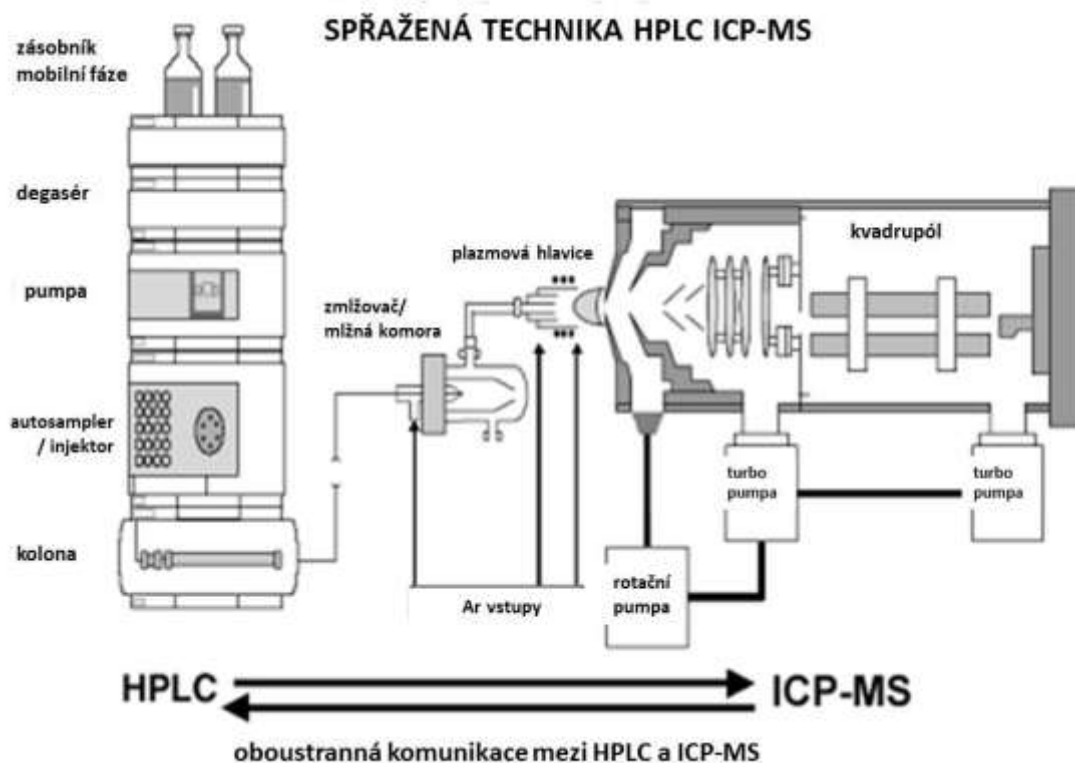 SPŘAŽENÁ TECHNIKA HPLC ICP-MS
zásobník
mobilní fáze
degasér
pumpa
autosampler
/ injektor
kolona
zmlžovač/
mlžná komora
plazmová hlavice
kvadrupól
turbo
pumpa
turbo
pumpa
rotační
pumpa
Ar vstupy
HPLC
ICP-MS
oboustranná komunikace mezi HPLC a ICP-MS